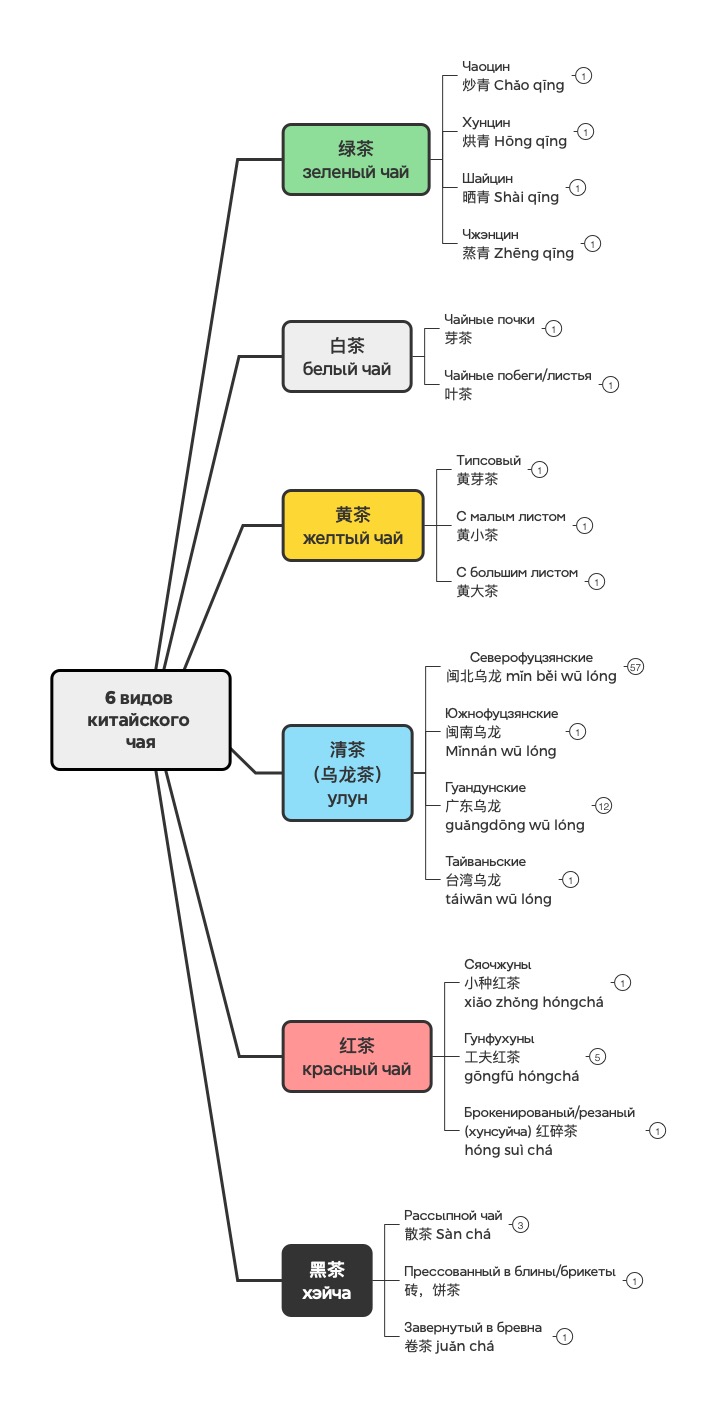 6 видов
китайского
чая
绿茶
зеленый чай
Чаоцин
炒青 Chǎo qīng
1
Хунцин
烘青 Hōng qīng
1
Шайцин
晒青 Shài qīng
1
Чжэнцин
蒸青 Zhēng qīng
1
白茶
белый чай
Чайные почки
芽茶
1
Чайные побеги/листья
叶茶
1
黄茶
желтый чай
Типсовый
黄芽茶
1
С малым листом
黄小茶
1
С большим листом
黄大茶
1
清茶
（乌龙茶）
улун
Северофуцзянские
闽北乌龙 mǐn běi wū lóng
57
Южнофуцзянские
闽南乌龙
Mǐnnán wū lóng
1
Гуандунские
广东乌龙
guǎngdōng wū lóng
12
Тайваньские
台湾乌龙
táiwān wū lóng
1
红茶
красный чай
Сяочжуны
小种红茶
xiǎo zhǒng hóngchá
1
Гунфухуны
工夫红茶
gōngfū hóngchá
5
Брокенированый/резаный
(хунсуйча) 红碎茶
hóng suì chá
1
黑茶
хэйча
Рассыпной чай
散茶 Sàn chá
3
Прессованный в блины/брикеты
砖，饼茶
1
Завернутый в бревна
卷茶 juǎn chá
1